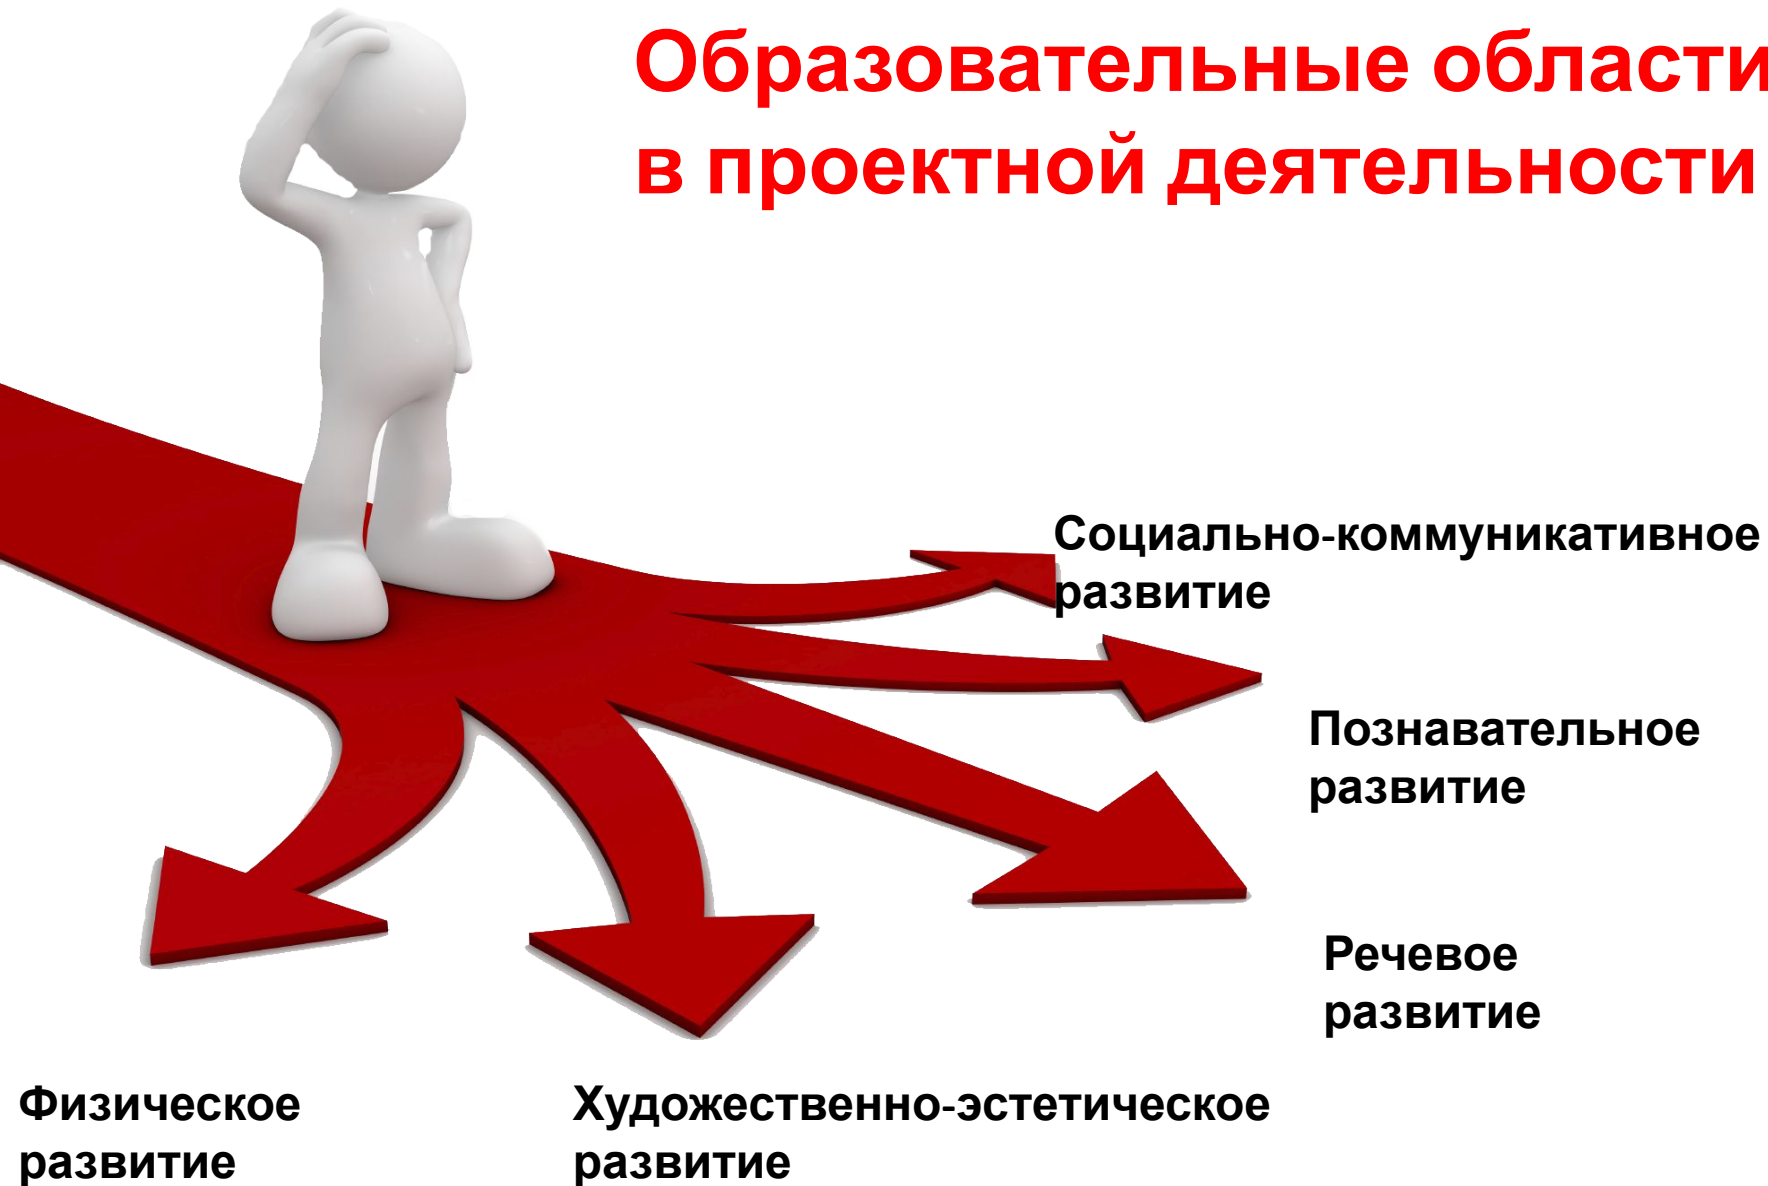 Образовательные области
в проектной деятельности
Социально-коммуникативное
развитие
Познавательное
развитие
Речевое
развитие
Физическое
развитие
Художественно-эстетическое
развитие